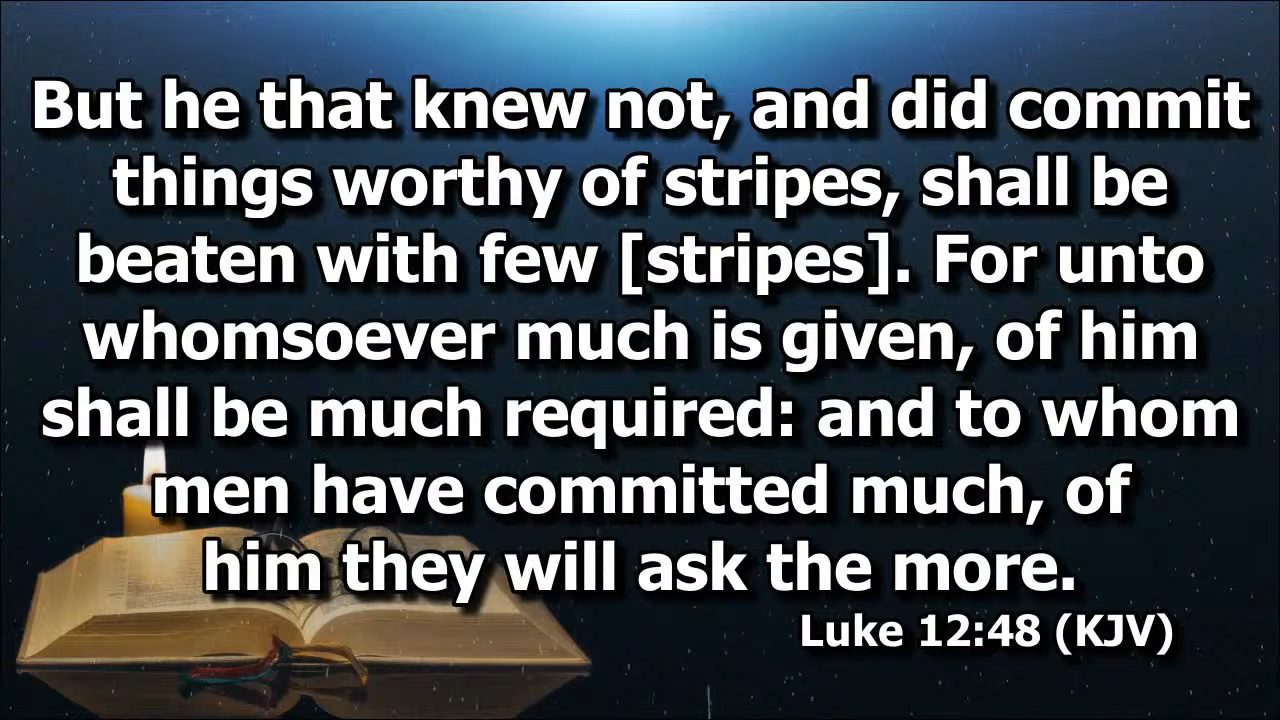 But he that knew not, and did commit
things worthy of stripes, shall be
beaten with few [stripes]. For unto
whomsoever much is given, of him
shall be much required: and to whom
men have committed much, of
him they will ask the more.
Luke 12:48 (KJV)